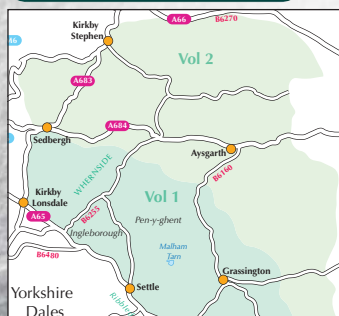 A66
B6270
Kirkby
Stephen
Vol 2
A683
A684
Sedbergh
Aysgarth
WHERNSIDE
B6160
Kirkby
Lonsdale
Vol 1
A65
B6255
Pen-y-ghent
Ingleborough
Malham
Tarn
B6480
Grassington
Settle
Yorkshire
Dales